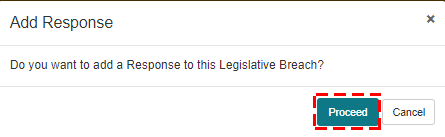 Add Response
×
Do you want to add a Response to this Legislative Breach?
Proceed Cancel